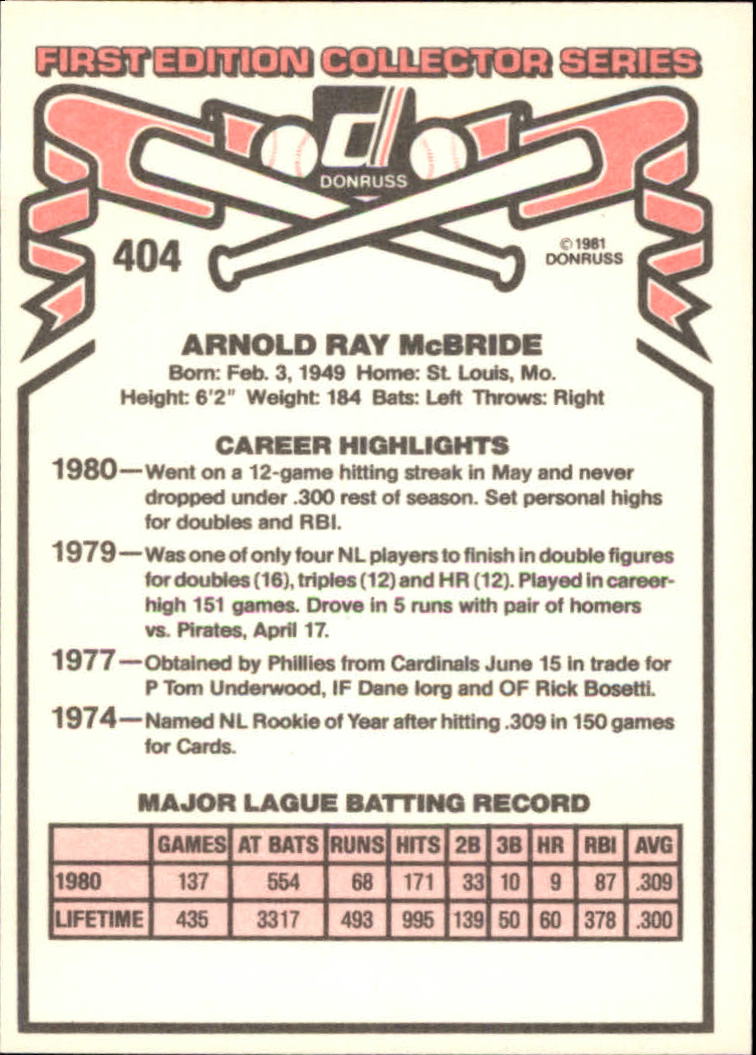 FIRST EDITION COLLECTOR SERIES
d
DONRUSS
404
© 1981
DONRUSS
ARNOLD RAY McBRIDE
Born: Feb. 3, 1949 Home: St. Louis, Mo.
Height: 6'2" Weight: 184 Bats: Left Throws: Right
CAREER HIGHLIGHTS
1980—Went on a 12-game hitting streak in May and never
dropped under .300 rest of season. Set personal highs
for doubles and RBI.
1979—Was one of only four NL players to finish in double figures
for doubles (16), triples (12) and HR (12). Played in career-
high 151 games. Drove in 5 runs with pair of homers
vs. Pirates, April 17.
1977—Obtained by Phillies from Cardinals June 15 in trade for
P Tom Underwood, IF Dane Iorg and OF Rick Bosetti.
1974—Named NL Rookie of Year after hitting .309 in 150 games
for Cards.
MAJOR LAGUE BATTING RECORD
GAMES AT BATS RUNS HITS 2B 3B HR RBI AVG
1980 137 554 68 171 33 10 9 87 .309
LIFETIME 435 3317 493 995 139 50 60 378 .300